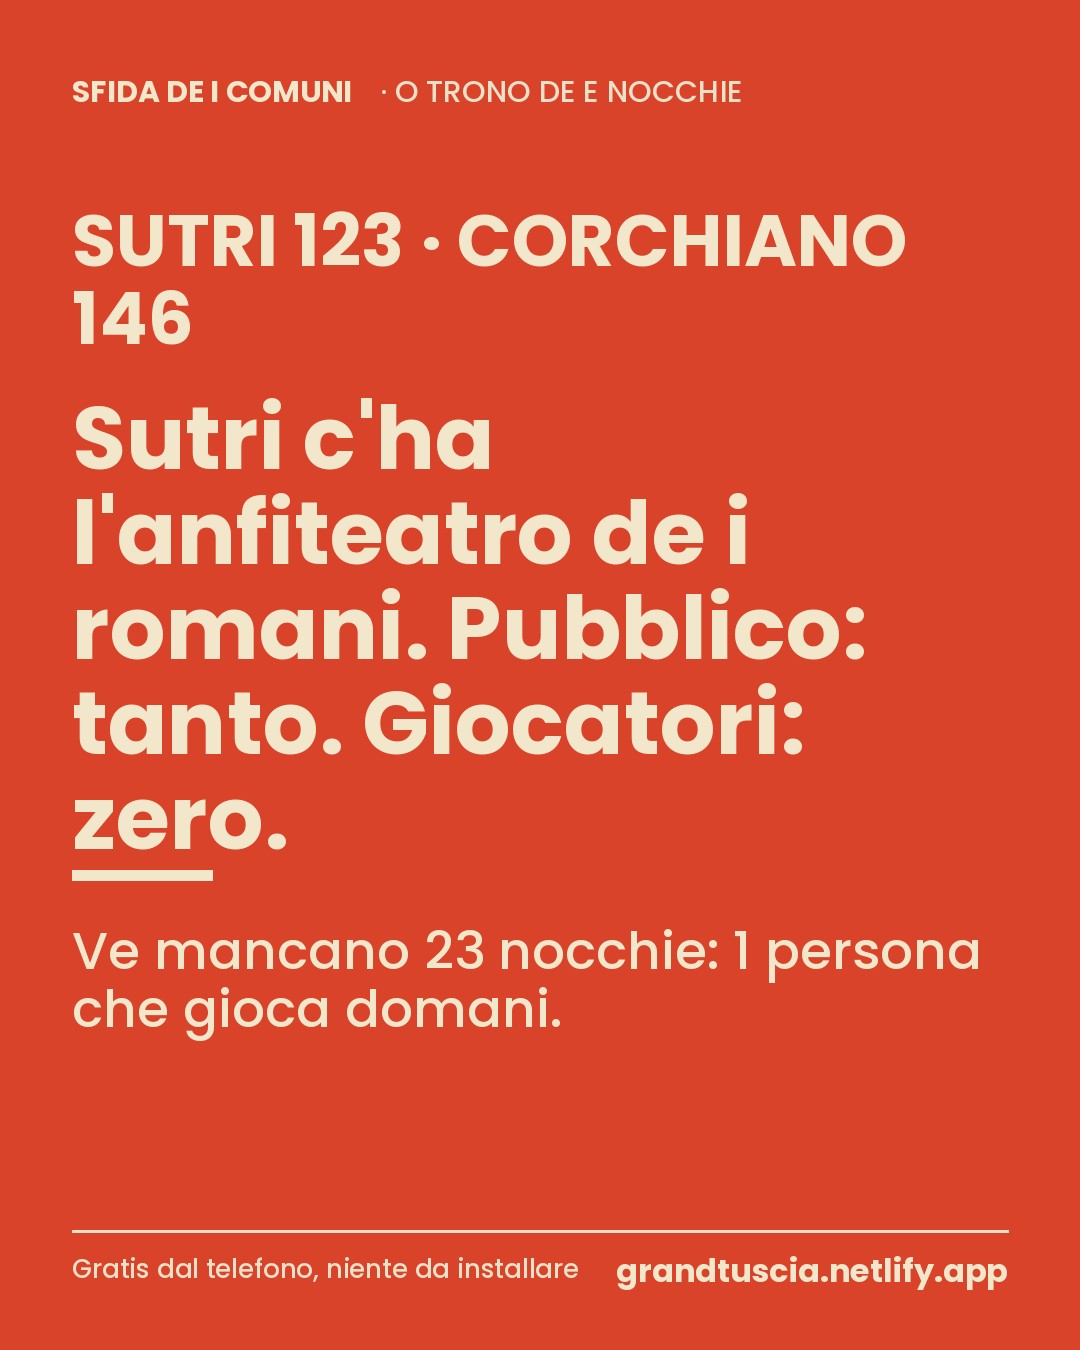 SFIDA DE I COMUNI · O TRONO DE E NOCCHIE
SUTRI 123 · CORCHIANO
146
Sutri c'ha
l'anfiteatro de i
romani. Pubblico:
tanto. Giocatori:
zero.
Ve mancano 23 nocchie: 1 persona
che gioca domani.
Gratis dal telefono, niente da installare grandtuscia.netlify.app